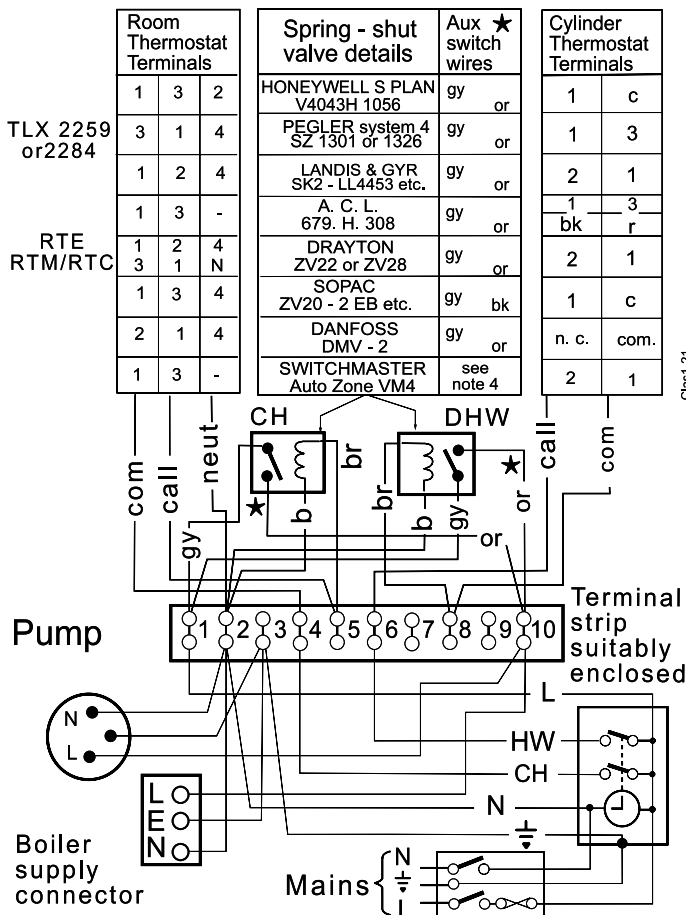 Room
Thermostat
Terminals
Spring - shut
valve details
Aux ★
switch
wires
Cylinder
Thermostat
Terminals
1 3 2
HONEYWELL S PLAN
V4043H 1056
gy or
1 c
TLX 2259
or2284
3 1 4
PEGLER system 4
SZ 1301 or 1326
gy or
1 3
1 2 4
LANDIS & GYR
SK2 - LL4453 etc.
gy or
2 1
1 3 -
A. C. L.
679. H. 308
gy or
1 3
bk r
RTE
RTM/RTC
1 2 4
3 1 N
DRAYTON
ZV22 or ZV28
gy or
2 1
1 3 4
SOPAC
ZV20 - 2 EB etc.
gy bk
1 c
2 1 4
DANFOSS
DMV - 2
gy or
n. c. com.
1 3 -
SWITCHMASTER
Auto Zone VM4
see
note 4
2 1
CH
DHW
com
call
neut
gy
★
b
br
br
b
gy
or
★
or
call
com
Pump
1 2 3 4 5 6 7 8 9 10
Terminal
strip
suitably
enclosed
N
L
L
HW
CH
N
L
E
N
Boiler
supply
connector
Mains
N
L